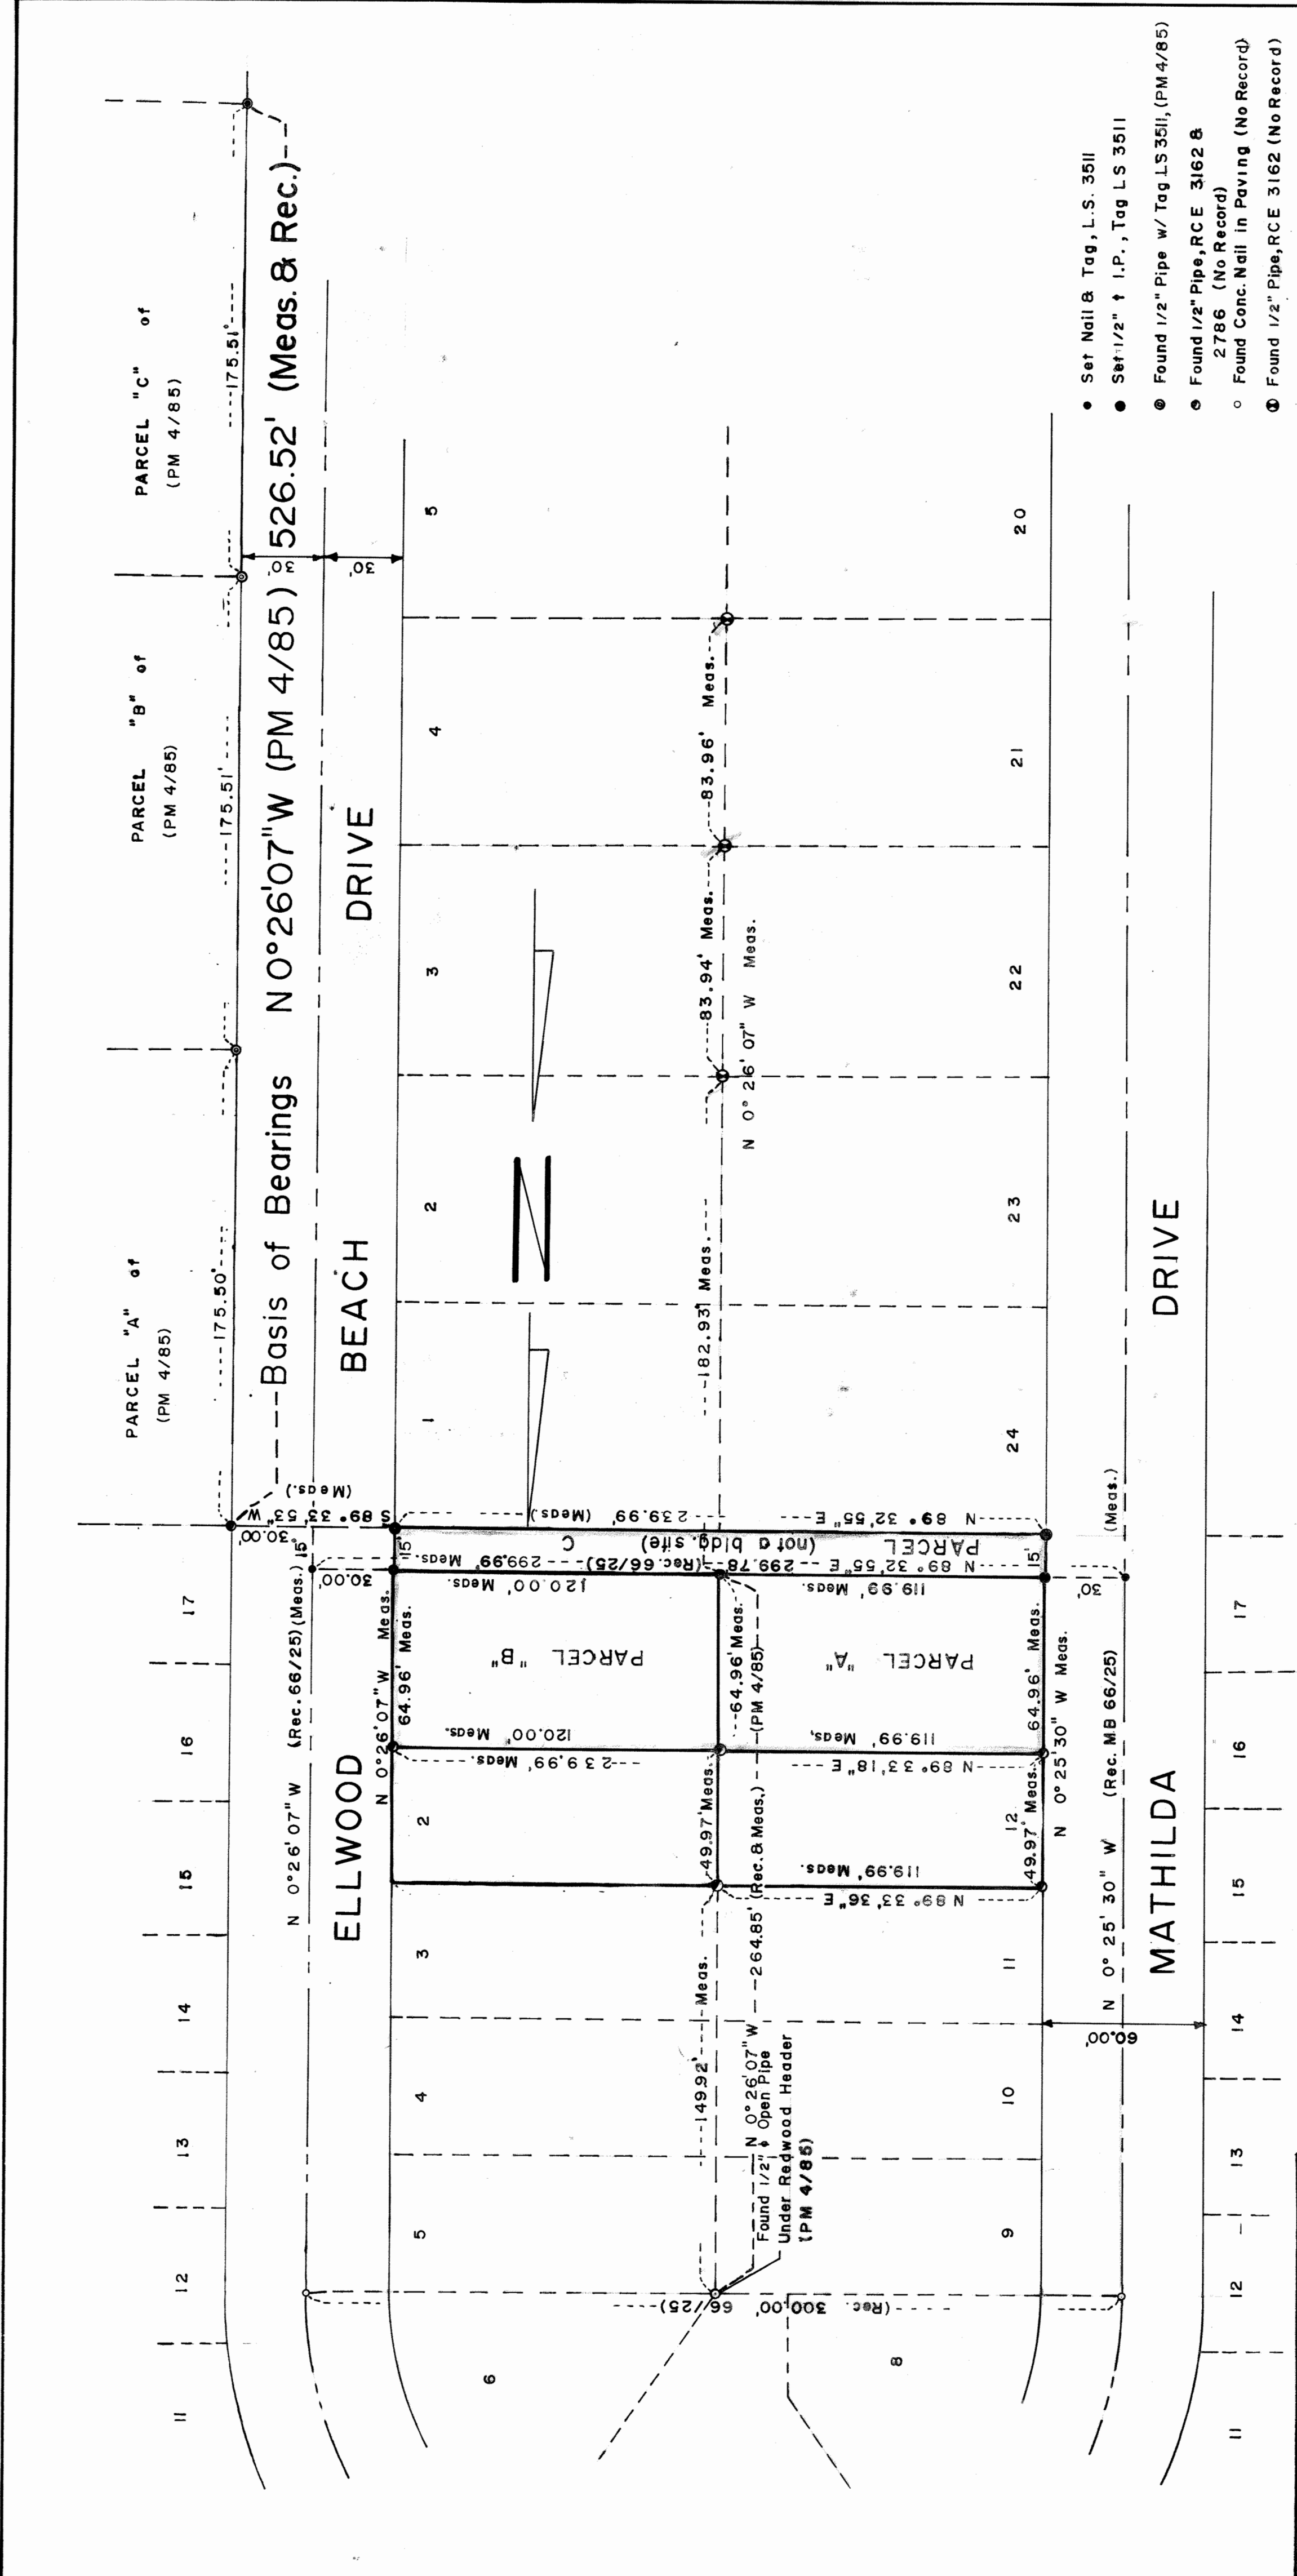 PARCEL "A" of
(PM 4/85)
PARCEL "B" of
(PM 4/85)
PARCEL "C" of
(PM 4/85)
175.50'
175.51'
175.51'
Basis of Bearings N 0°26'07" W (PM 4/85) 526.52' (Meas. & Rec.)
30'
30'
ELLWOOD BEACH DRIVE
11
12
13
14
15
16
17
N 0°26'07" W (Rec. 66/25) (Meas.) 15'
S 89° 33' 53" W
(Meas.)
30.00'
30.00'
N 0°26'07" W Meas.
64.96' Meas.
15'
1
2
3
4
5
N
6
5
4
3
2
N 89° 32' 55" E
239.99' (Meas.)
PARCEL C
(not a bldg. site)
N 89° 32' 55" E 299.78 (Rec. 66/25) 299.99' Meas.
120.00' Meas.
119.99' Meas.
15'
PARCEL "B"
PARCEL "A"
120.00' Meas.
119.99' Meas,
239.99' Meas.
N 89° 33' 18" E
119.99' Meas.
N 89° 33' 36" E
149.92' Meas.
49.97' Meas.
64.96' Meas.
182.93' Meas.
83.94' Meas.
83.96' Meas.
N 0° 26' 07" W Meas.
N 0°26'07" W 264.85' (Rec. & Meas.) (PM 4/85)
Found 1/2" ϕ Open Pipe
Under Redwood Header
(PM 4/85)
(Rec. 300.00' 66/25)
8
9
10
11
12
24
23
22
21
20
49.97' Meas.
64.96' Meas.
N 0° 25' 30" W Meas.
30'
N 0° 25' 30" W (Rec. MB 66/25)
(Meas.)
60.00'
MATHILDA DRIVE
11
12
13
14
15
16
17
Set Nail & Tag, L.S. 3511
Set 1/2" ϕ I.P., Tag LS 3511
Found 1/2" Pipe w/ Tag LS 3511, (PM 4/85)
Found 1/2" Pipe, RCE 3162 &
2786 (No Record)
Found Conc. Nail in Paving (No Record)
Found 1/2" Pipe, RCE 3162 (No Record)